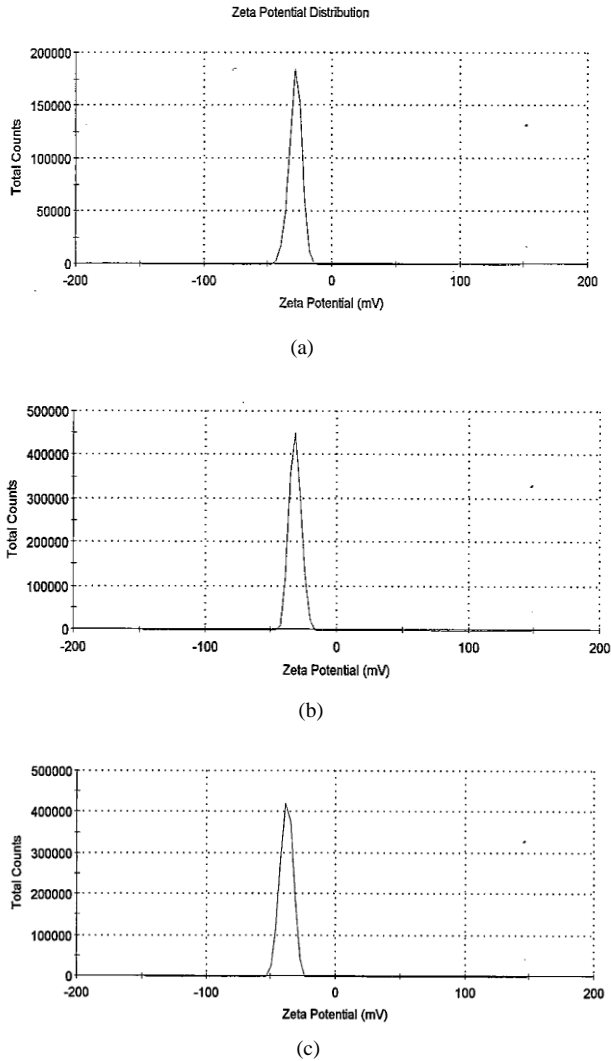 Zeta Potential Distribution
200000
150000
100000
50000
0
Total Counts
-200 -100 0 100 200
Zeta Potential (mV)
(a)
500000
400000
300000
200000
100000
0
Total Counts
-200 -100 0 100 200
Zeta Potential (mV)
(b)
500000
400000
300000
200000
100000
0
Total Counts
-200 -100 0 100 200
Zeta Potential (mV)
(c)